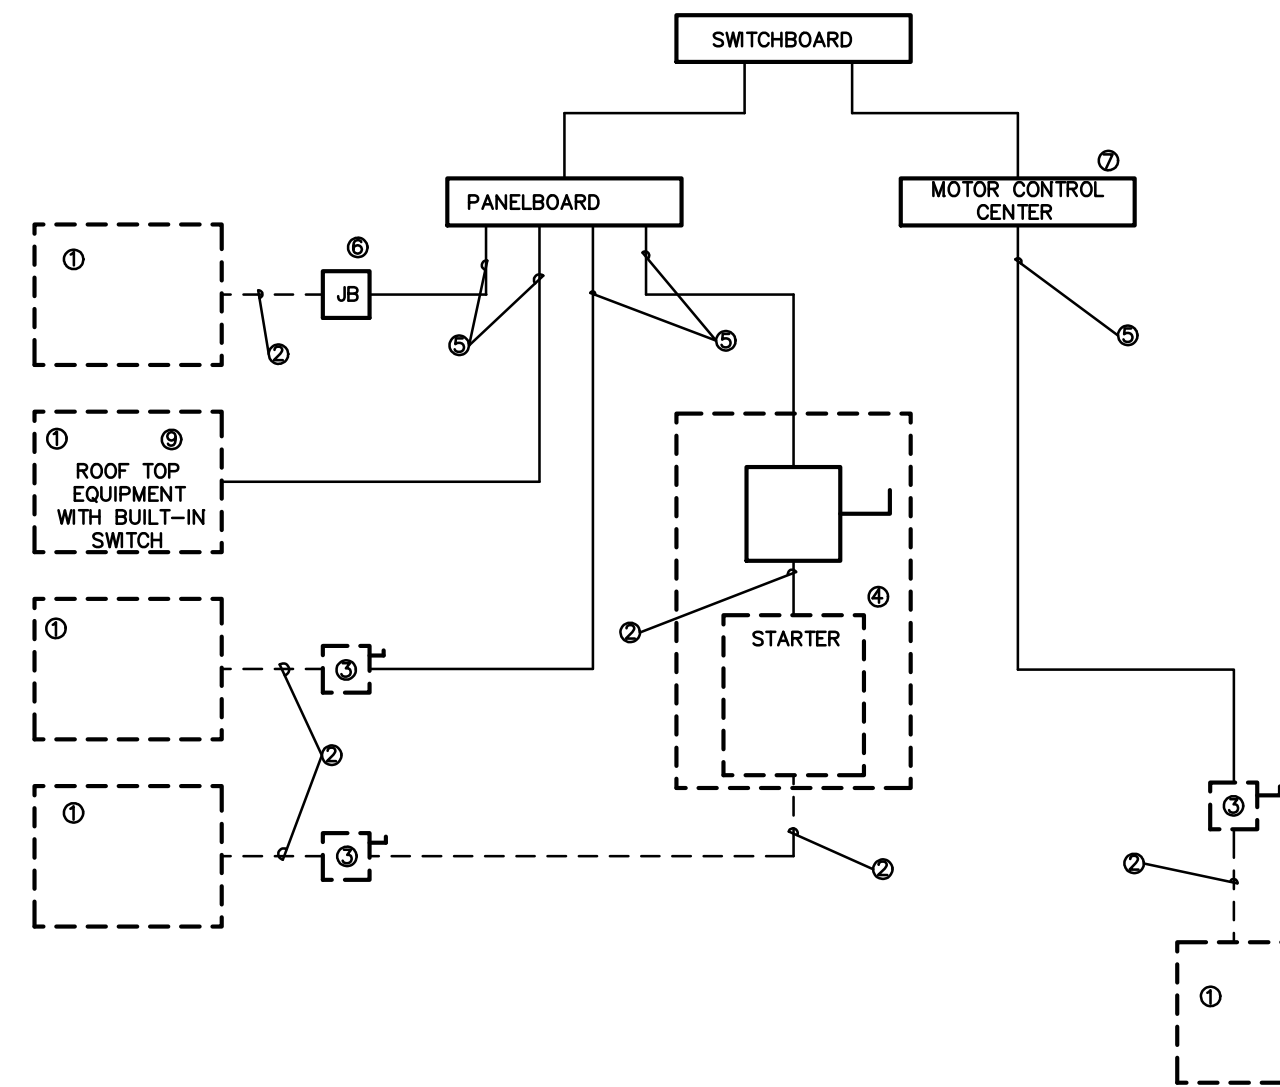 SWITCHBOARD
⑦
PANELBOARD
MOTOR CONTROL
CENTER
①
⑥
JB
②
⑤
⑤
⑤
① ⑨
ROOF TOP
EQUIPMENT
WITH BUILT-IN
SWITCH
④
②
STARTER
①
③
②
③
①
③
②
②
①